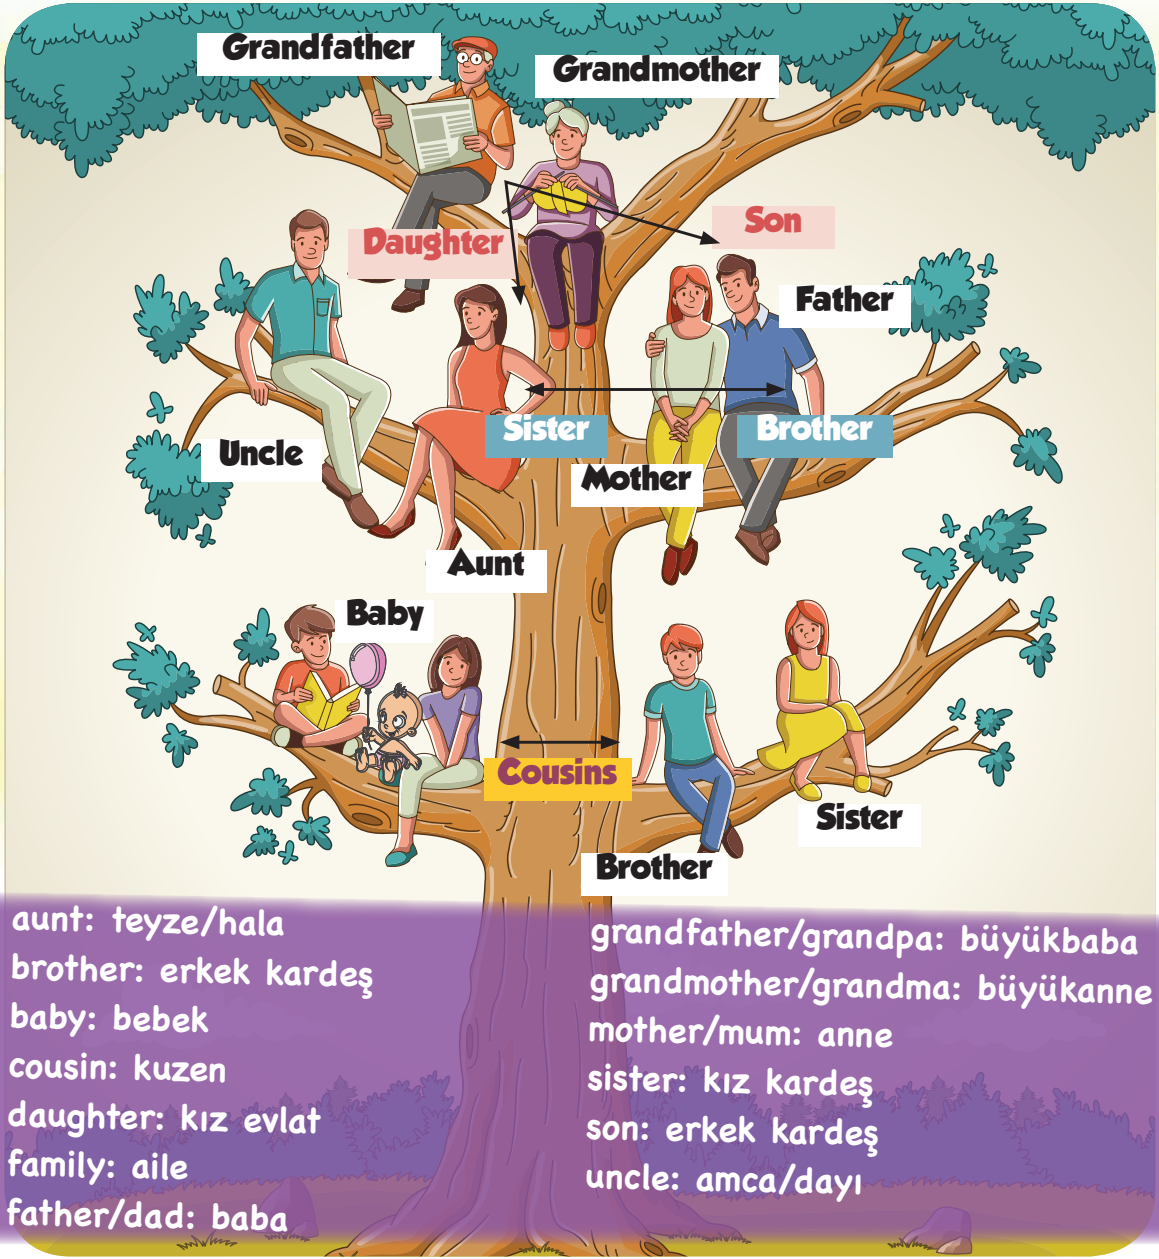 Grandfather
Grandmother
Daughter
Son
Father
Sister
Brother
Uncle
Mother
Aunt
Baby
Cousins
Sister
Brother
aunt: teyze/hala
brother: erkek kardeş
baby: bebek
cousin: kuzen
daughter: kız evlat
family: aile
father/dad: baba
grandfather/grandpa: büyükbaba
grandmother/grandma: büyükanne
mother/mum: anne
sister: kız kardeş
son: erkek kardeş
uncle: amca/dayı